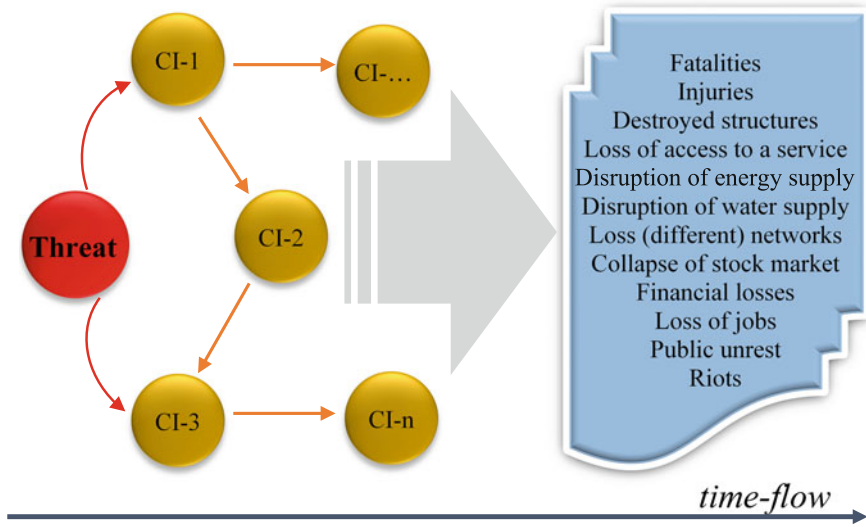 CI-1
CI-...
Threat
CI-2
CI-3
CI-n
Fatalities
Injuries
Destroyed structures
Loss of access to a service
Disruption of energy supply
Disruption of water supply
Loss (different) networks
Collapse of stock market
Financial losses
Loss of jobs
Public unrest
Riots
time-flow